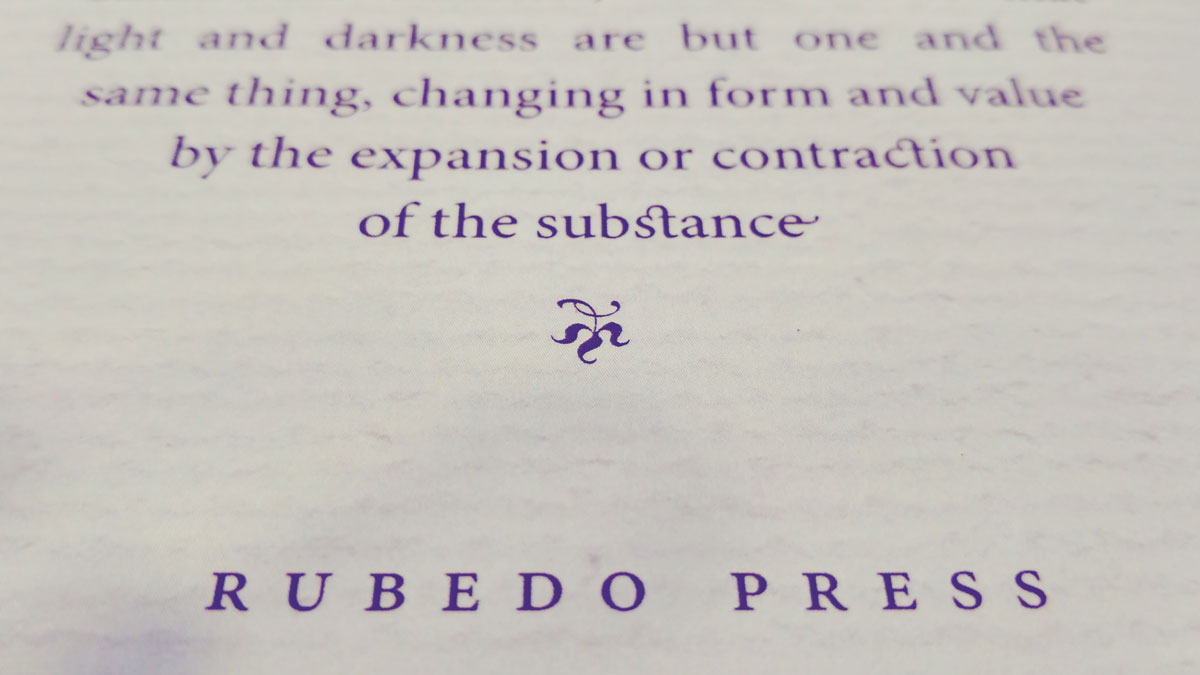 light and darkness are but one and the
same thing, changing in form and value
by the expansion or contraction
of the substance
RUBEDO PRESS